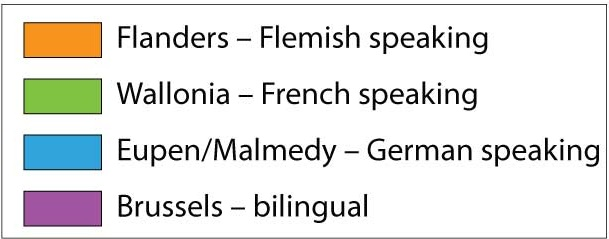 Flanders – Flemish speaking
Wallonia – French speaking
Eupen/Malmedy – German speaking
Brussels – bilingual